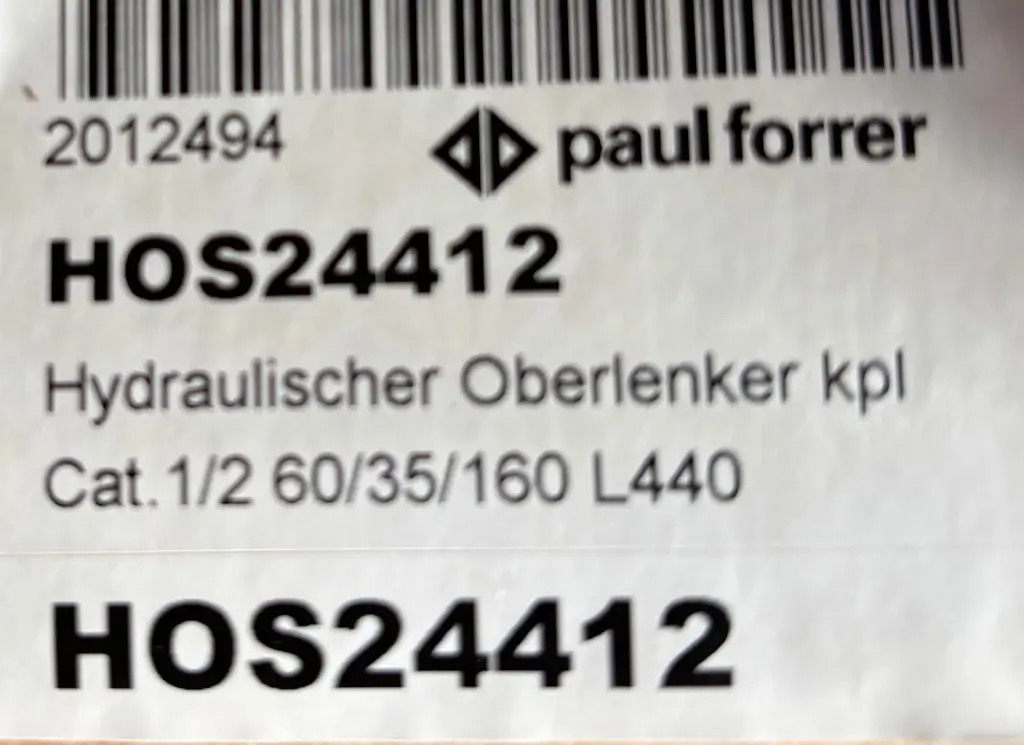 2012494 paul forrer
HOS24412
Hydraulischer Oberlenker kpl
Cat. 1/2 60/35/160 L440
HOS24412